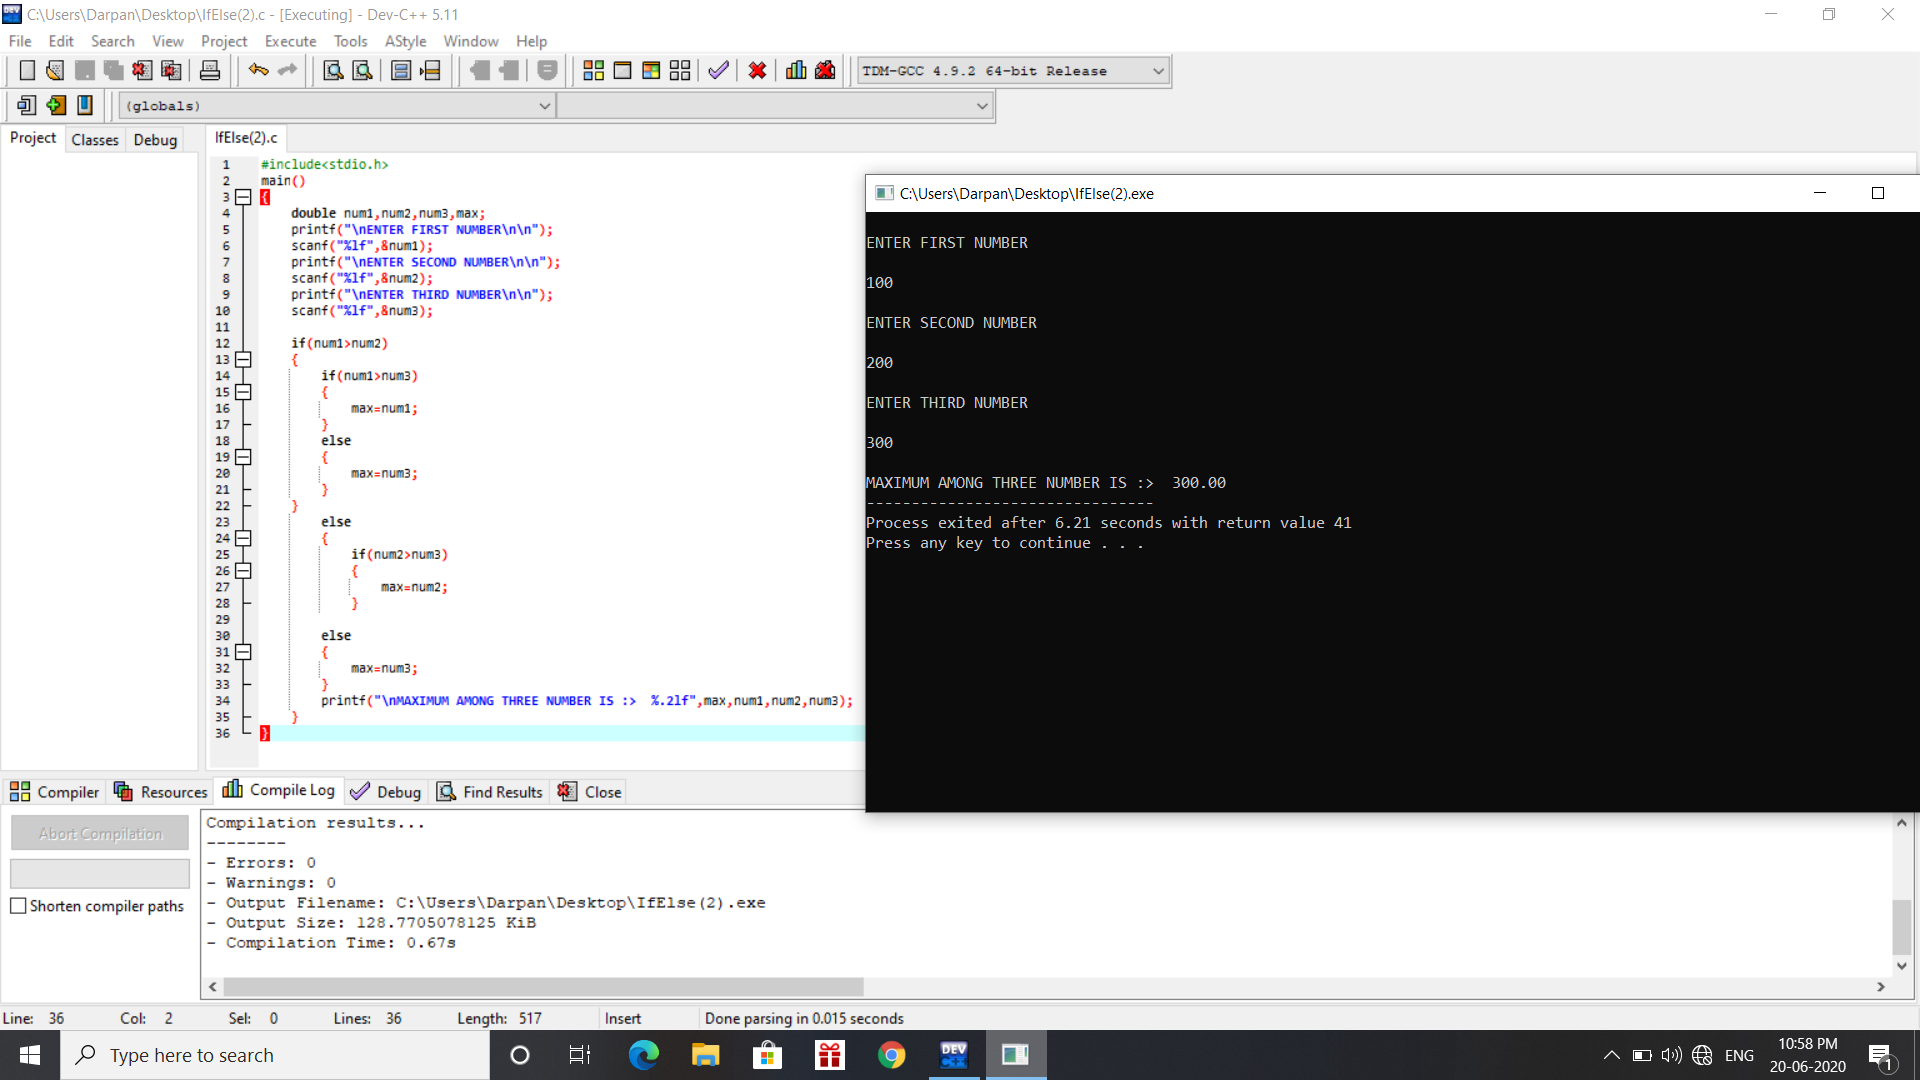 C:\Users\Darpan\Desktop\IfElse(2).c - [Executing] - Dev-C++ 5.11
File Edit Search View Project Execute Tools AStyle Window Help
TDM-GCC 4.9.2 64-bit Release
(globals)
Project Classes Debug
IfElse(2).c
1 #include<stdio.h>
2 main()
3 {
4 double num1,num2,num3,max;
5 printf("\nENTER FIRST NUMBER\n\n");
6 scanf("%lf",&num1);
7 printf("\nENTER SECOND NUMBER\n\n");
8 scanf("%lf",&num2);
9 printf("\nENTER THIRD NUMBER\n\n");
10 scanf("%lf",&num3);
11
12 if(num1>num2)
13 {
14 if(num1>num3)
15 {
16 max=num1;
17 }
18 else
19 {
20 max=num3;
21 }
22 }
23 else
24 {
25 if(num2>num3)
26 {
27 max=num2;
28 }
29
30 else
31 {
32 max=num3;
33 }
34 printf("\nMAXIMUM AMONG THREE NUMBER IS :>  %.2lf",max,num1,num2,num3);
35 }
36 }
C:\Users\Darpan\Desktop\IfElse(2).exe
ENTER FIRST NUMBER
100
ENTER SECOND NUMBER
200
ENTER THIRD NUMBER
300
MAXIMUM AMONG THREE NUMBER IS :>  300.00
--------------------------------
Process exited after 6.21 seconds with return value 41
Press any key to continue . . .
Compiler Resources Compile Log Debug Find Results Close
Abort Compilation
Shorten compiler paths
Compilation results...
--------
- Errors: 0
- Warnings: 0
- Output Filename: C:\Users\Darpan\Desktop\IfElse(2).exe
- Output Size: 128.7705078125 KiB
- Compilation Time: 0.67s
Line: 36 Col: 2 Sel: 0 Lines: 36 Length: 517 Insert Done parsing in 0.015 seconds
Type here to search
DEV C++
ENG
10:58 PM
20-06-2020
1